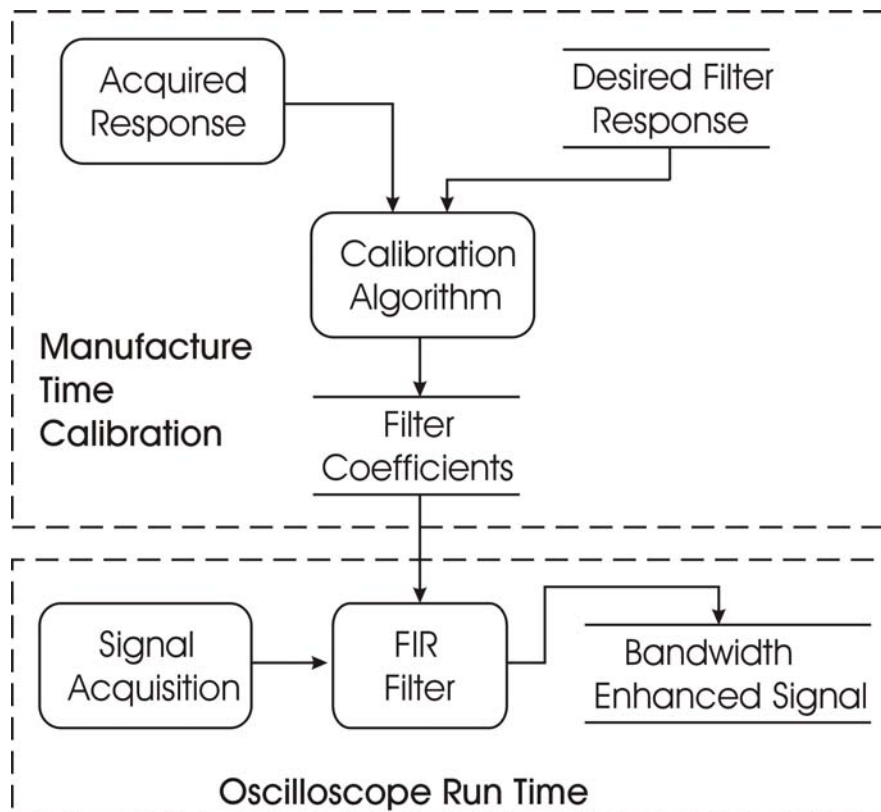 Acquired
Response
Desired Filter
Response
Calibration
Algorithm
Manufacture
Time
Calibration
Filter
Coefficients
Signal
Acquisition
FIR
Filter
Bandwidth
Enhanced Signal
Oscilloscope Run Time